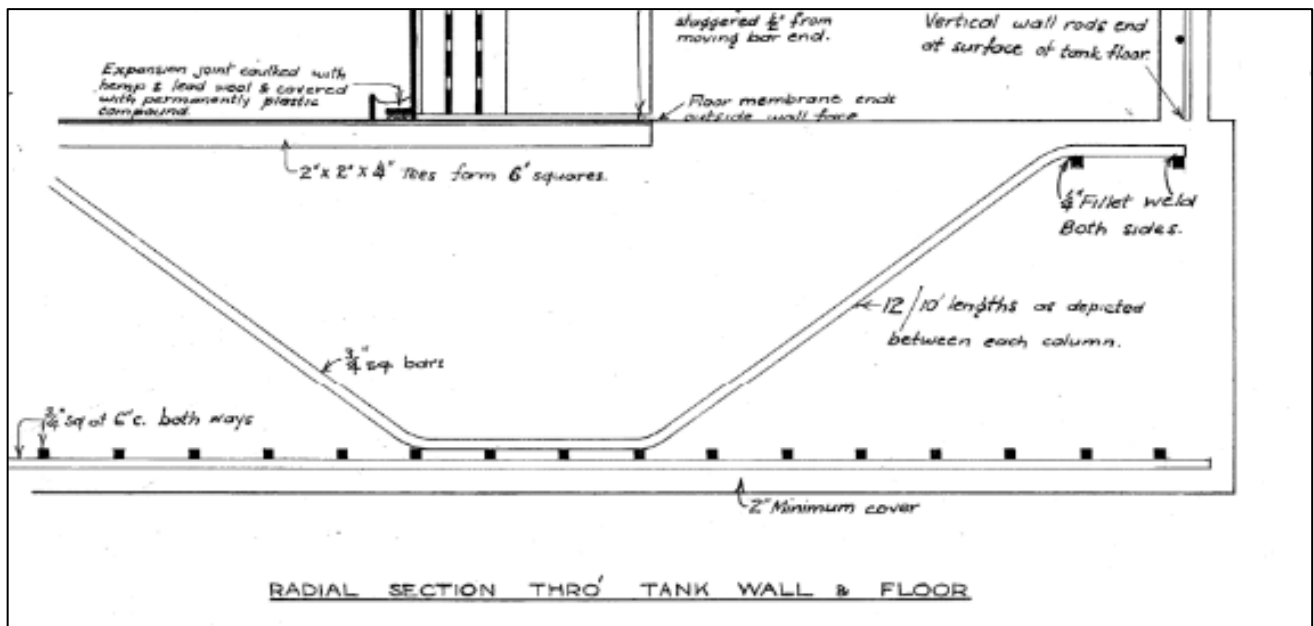 staggered ½" from
moving bar end.
Vertical wall rods end
at surface of tank floor.
Expansion joint caulked with
hemp & lead wool & covered
with permanently plastic
compound.
Floor membrane ends
outside wall face
2" x 2" x ¼" Tees form 6' squares.
¼" Fillet weld
Both sides.
12/10' lengths as depicted
between each column.
¾" sq. bars
¾" sq at 6" c. both ways
2" Minimum cover
RADIAL SECTION THRO' TANK WALL & FLOOR